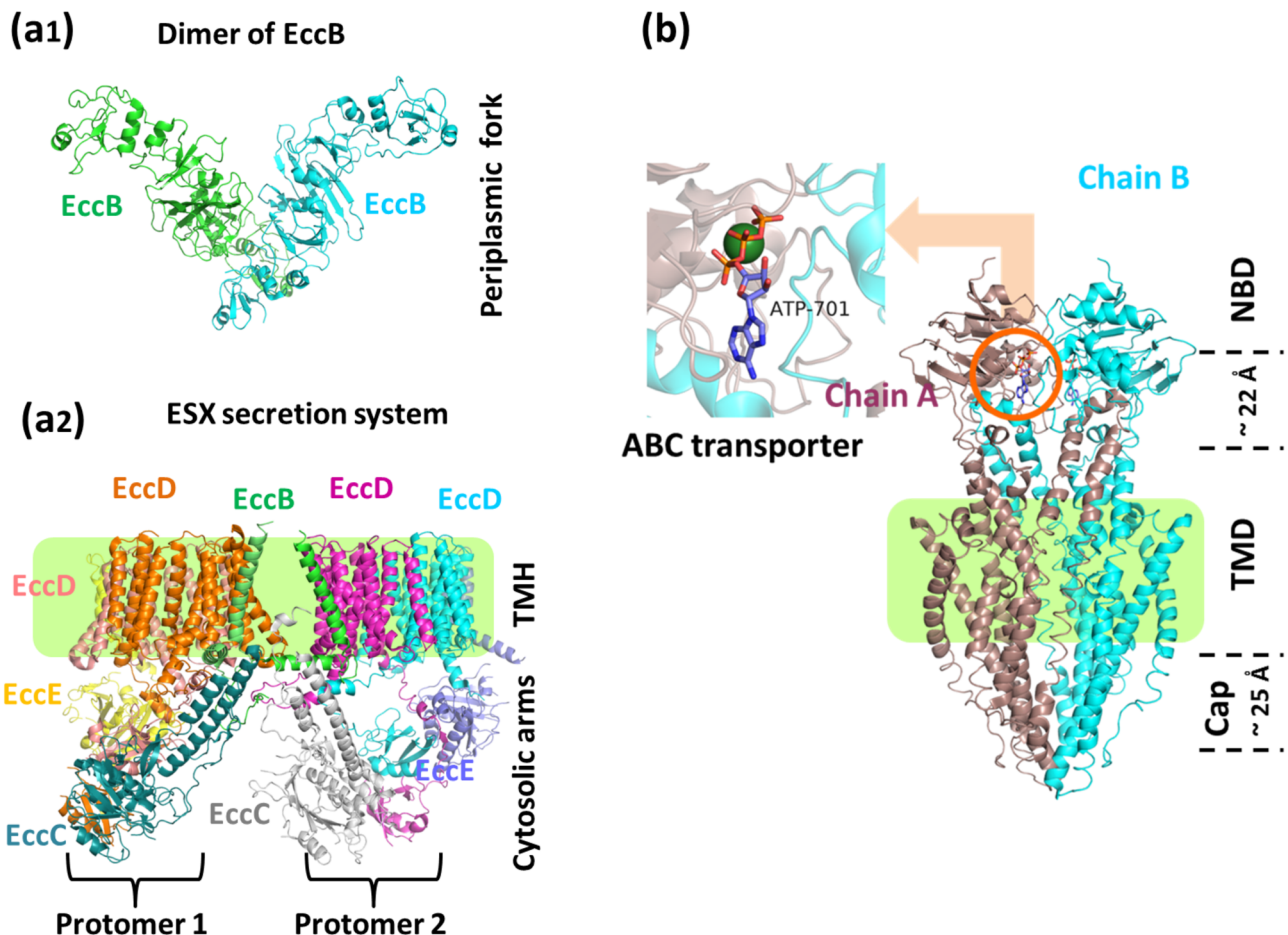 (a1)
Dimer of EccB
EccB
EccB
Periplasmic fork
(a2)
ESX secretion system
EccD
EccB
EccD
EccD
EccD
TMH
EccE
EccE
EccC
EccC
Cytosolic arms
Protomer 1
Protomer 2
(b)
Chain B
ATP-701
Chain A
ABC transporter
NBD
~ 22 Å
TMD
Cap
~ 25 Å